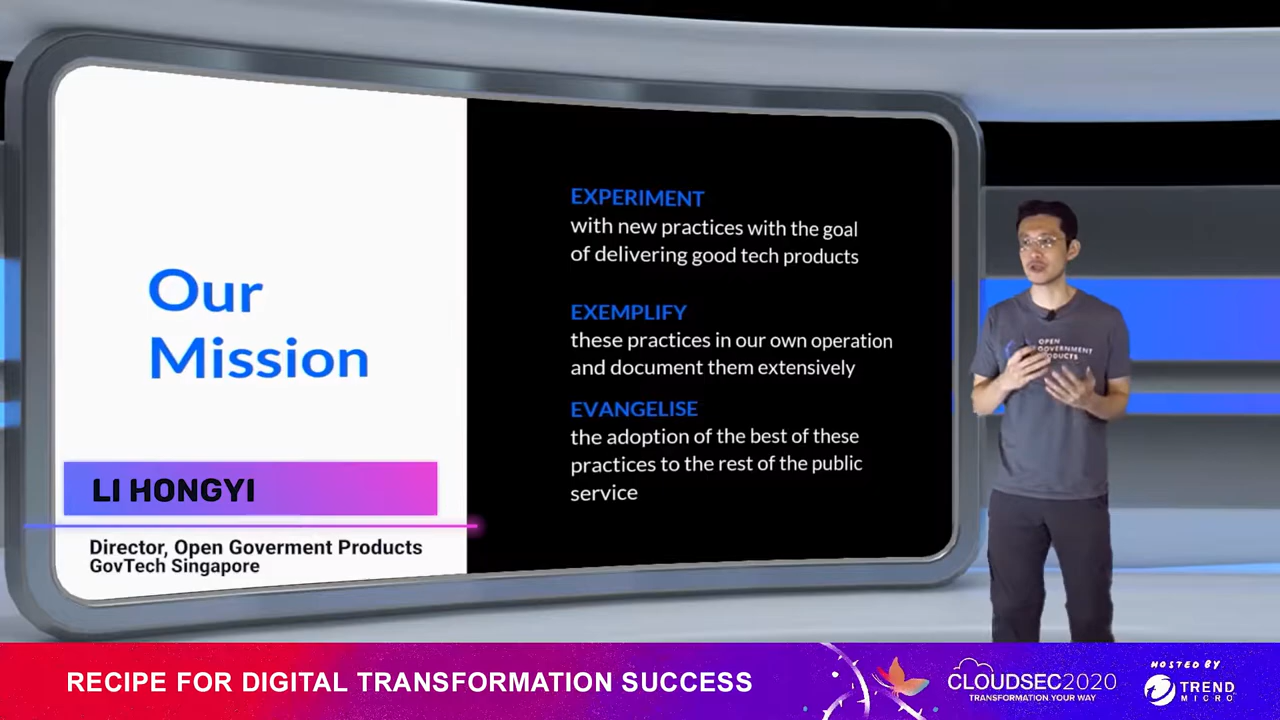 Our
Mission
EXPERIMENT
with new practices with the goal
of delivering good tech products
EXEMPLIFY
these practices in our own operation
and document them extensively
EVANGELISE
the adoption of the best of these
practices to the rest of the public
service
LI HONGYI
Director, Open Goverment Products
GovTech Singapore
OPEN
GOVERNMENT
PRODUCTS
RECIPE FOR DIGITAL TRANSFORMATION SUCCESS
CLOUDSEC2020
TRANSFORMATION YOUR WAY
HOSTED BY
TREND
MICRO